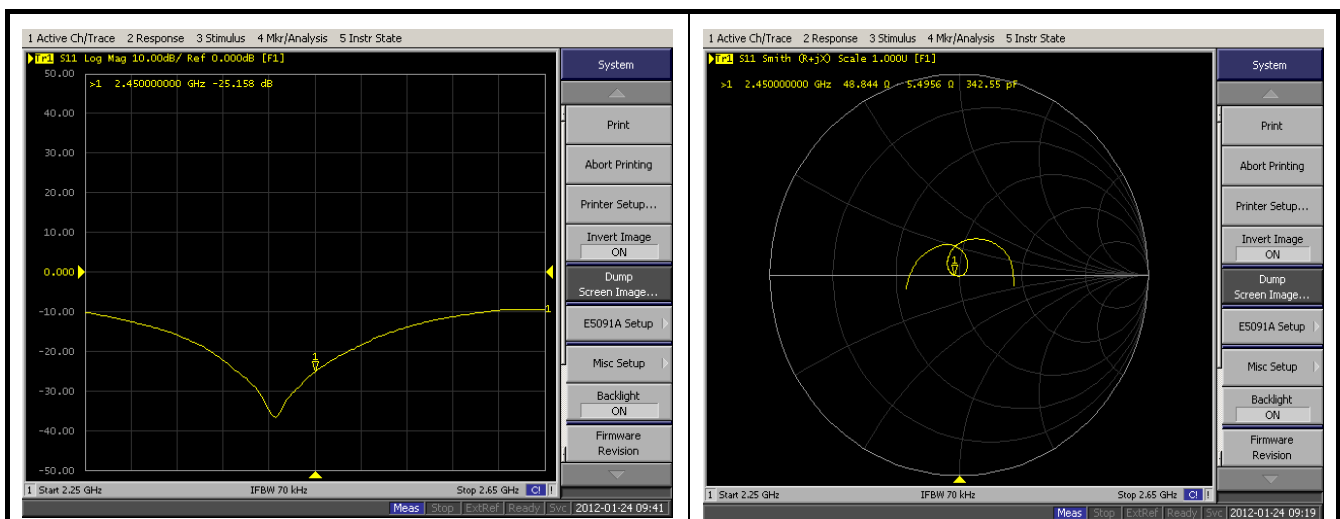 1 Active Ch/Trace 2 Response 3 Stimulus 4 Mkr/Analysis 5 Instr State
Tr1 S11 Log Mag 10.00dB/ Ref 0.000dB [F1]
50.00
>1 2.450000000 GHz -25.158 dB
40.00
30.00
20.00
10.00
0.000
-10.00
1
-20.00
1
-30.00
-40.00
-50.00
1 Start 2.25 GHz IFBW 70 kHz Stop 2.65 GHz C! !
System
Print
Abort Printing
Printer Setup...
Invert Image
ON
Dump
Screen Image...
E5091A Setup
Misc Setup
Backlight
ON
Firmware
Revision
Meas Stop ExtRef Ready Svc 2012-01-24 09:41
1 Active Ch/Trace 2 Response 3 Stimulus 4 Mkr/Analysis 5 Instr State
Tr1 S11 Smith (R+jX) Scale 1.000U [F1]
>1 2.450000000 GHz 48.844 Ω 5.4956 Ω 342.55 pF
1
1 Start 2.25 GHz IFBW 70 kHz Stop 2.65 GHz C! !
System
Print
Abort Printing
Printer Setup...
Invert Image
ON
Dump
Screen Image...
E5091A Setup
Misc Setup
Backlight
ON
Firmware
Revision
Meas Stop ExtRef Ready Svc 2012-01-24 09:19